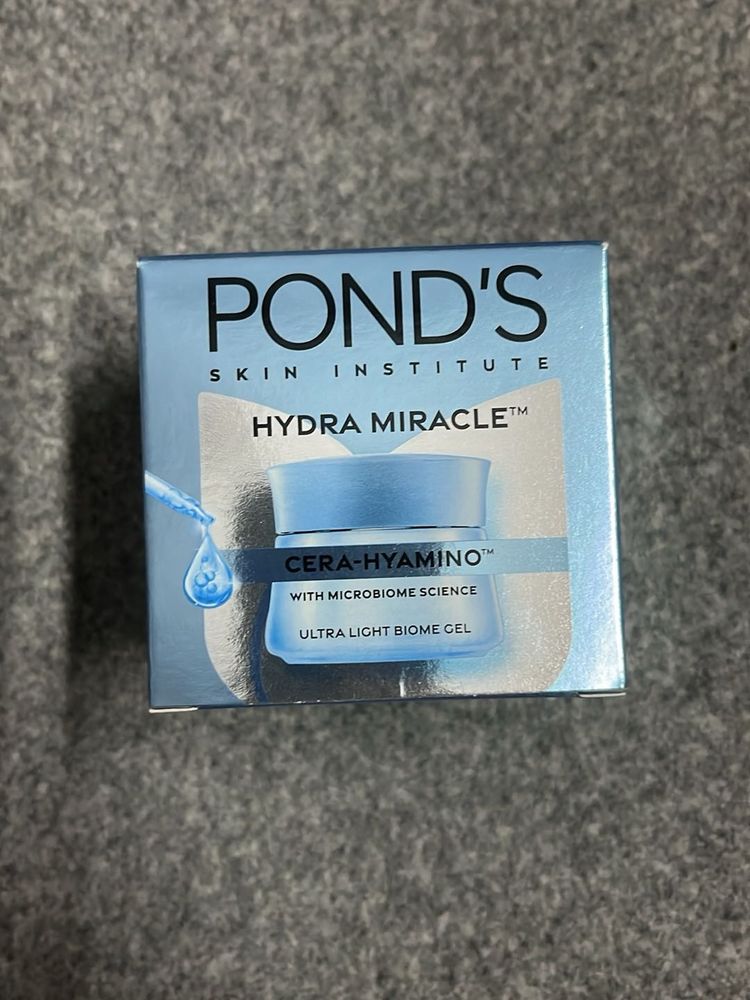 POND'S
SKIN INSTITUTE
HYDRA MIRACLE™
CERA-HYAMINO™
WITH MICROBIOME SCIENCE
ULTRA LIGHT BIOME GEL